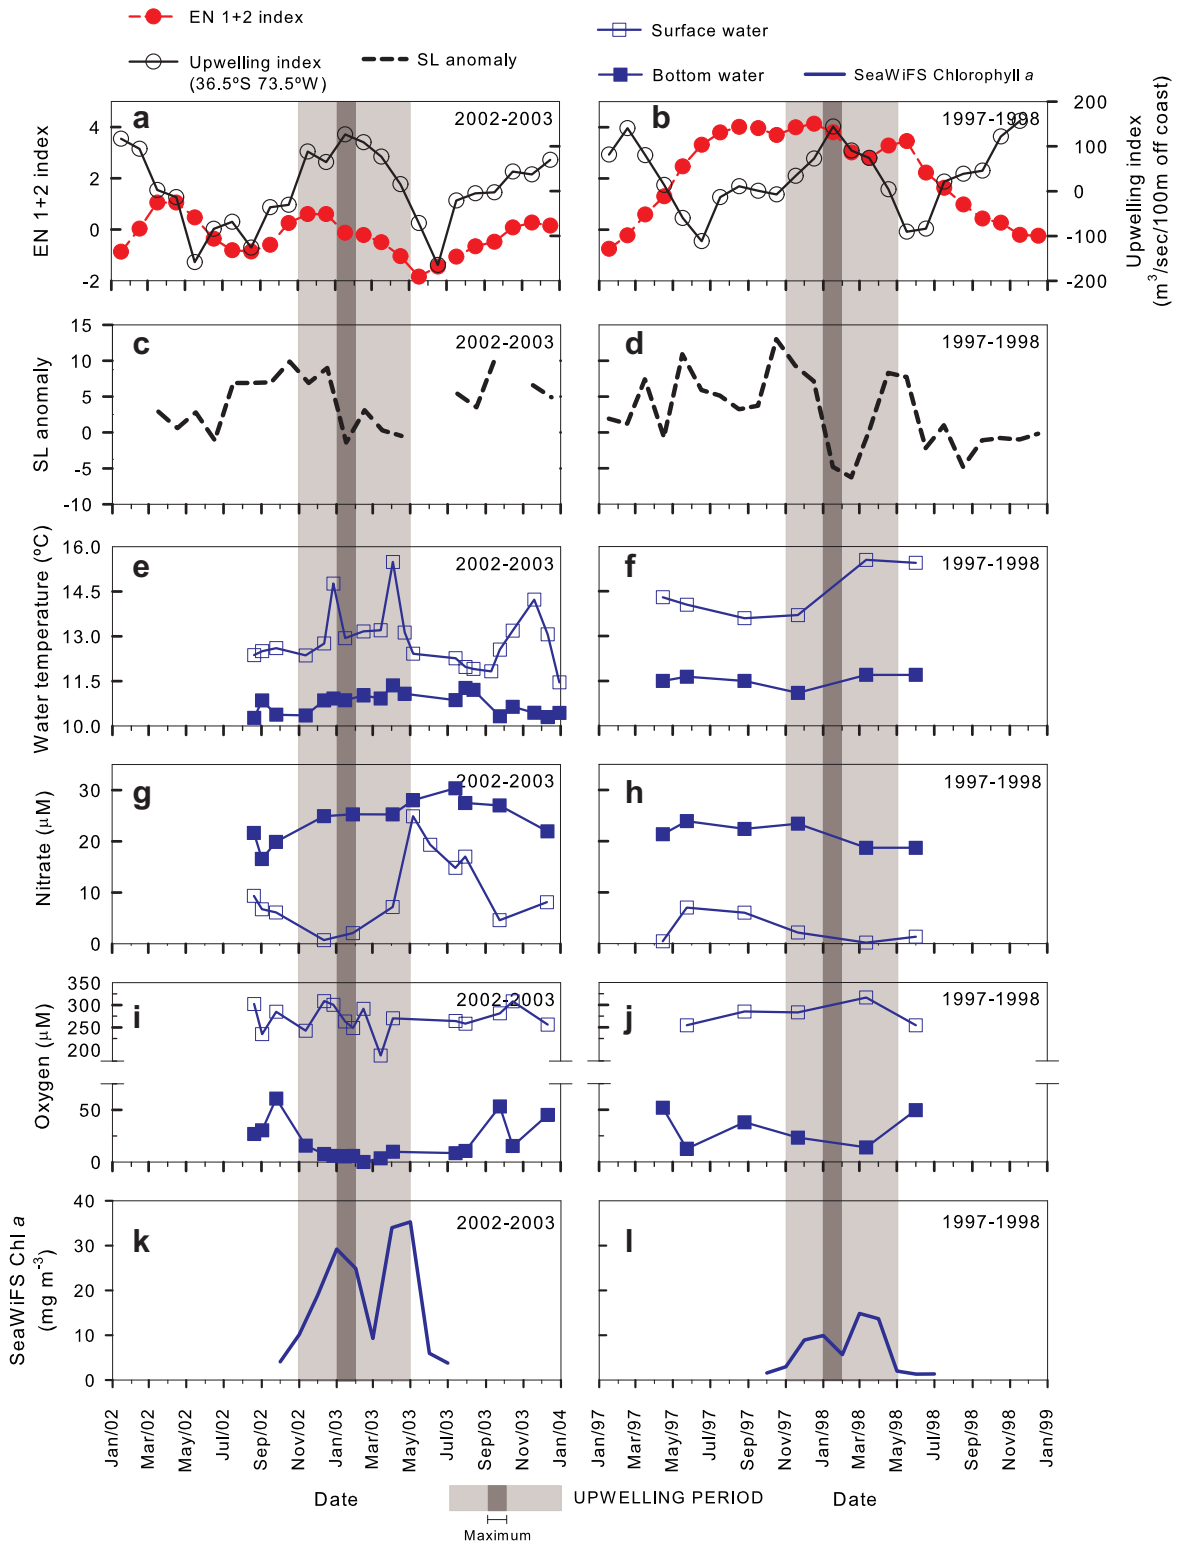 EN 1+2 index
Surface water
Upwelling index
(36.5ºS 73.5ºW)
SL anomaly
Bottom water
SeaWiFS Chlorophyll a
a
2002-2003
b
1997-1998
EN 1+2 index
4
2
0
-2
200
100
0
-100
-200
Upwelling index
(m³/sec/100m off coast)
c
2002-2003
d
1997-1998
SL anomaly
15
10
5
0
-5
-10
e
2002-2003
f
1997-1998
Water temperature (ºC)
16.0
14.5
13.0
11.5
10.0
g
2002-2003
h
1997-1998
Nitrate (µM)
30
20
10
0
i
2002-2003
j
1997-1998
Oxygen (µM)
350
300
250
200
50
0
k
2002-2003
l
1997-1998
SeaWiFS Chl a
(mg m⁻³)
40
30
20
10
0
Jan/02
Mar/02
May/02
Jul/02
Sep/02
Nov/02
Jan/03
Mar/03
May/03
Jul/03
Sep/03
Nov/03
Jan/04
Jan/97
Mar/97
May/97
Jul/97
Sep/97
Nov/97
Jan/98
Mar/98
May/98
Jul/98
Sep/98
Nov/98
Jan/99
Date
UPWELLING PERIOD
Date
Maximum